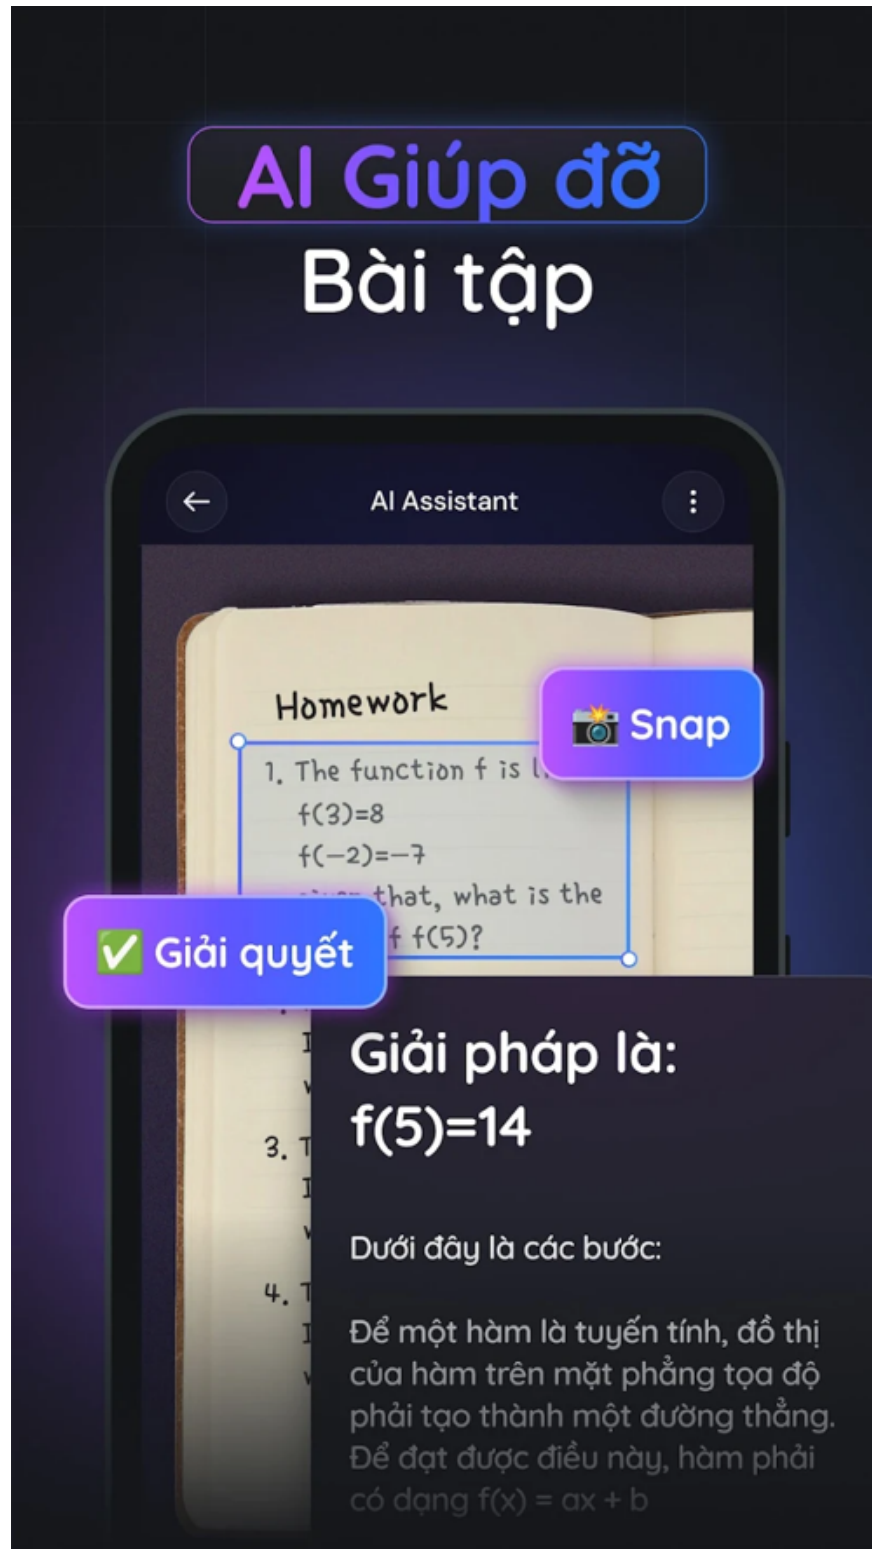 AI Giúp đỡ
Bài tập
AI Assistant
Homework
📸 Snap
1. The function f is
f(3)=8
f(−2)=−7
that, what is the
f(5)?
✅ Giải quyết
Giải pháp là:
f(5)=14
3.
4.
Dưới đây là các bước:
Để một hàm là tuyến tính, đồ thị
của hàm trên mặt phẳng tọa độ
phải tạo thành một đường thẳng.
Để đạt được điều này, hàm phải
có dạng f(x) = ax + b